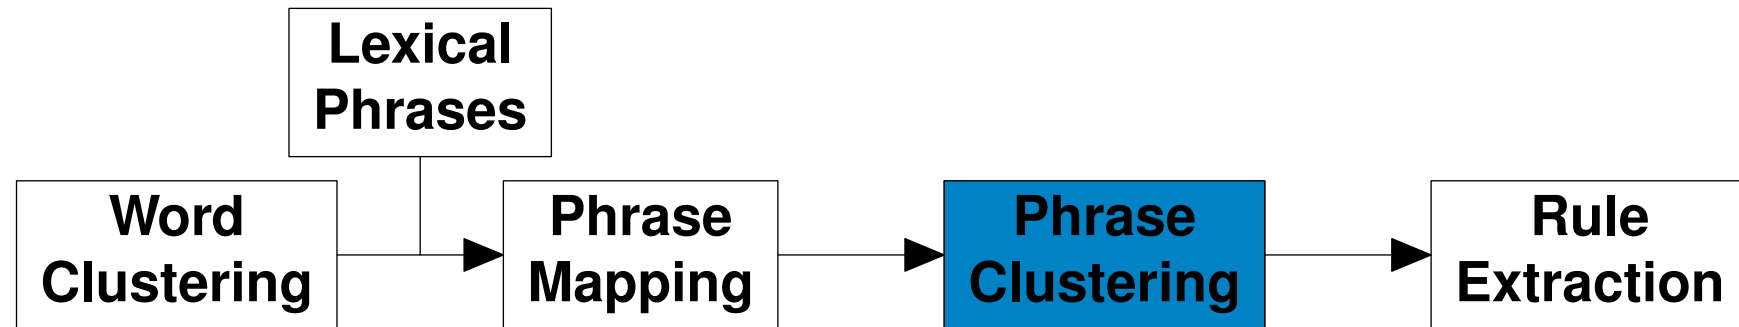 Lexical
Phrases
Word
Clustering
Phrase
Mapping
Phrase
Clustering
Rule
Extraction